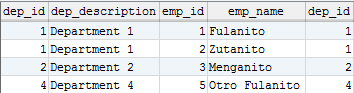 dep_id dep_description emp_id emp_name dep_id
1 Department 1 1 Fulanito 1
1 Department 1 2 Zutanito 1
2 Department 2 3 Menganito 2
4 Department 4 5 Otro Fulanito 4